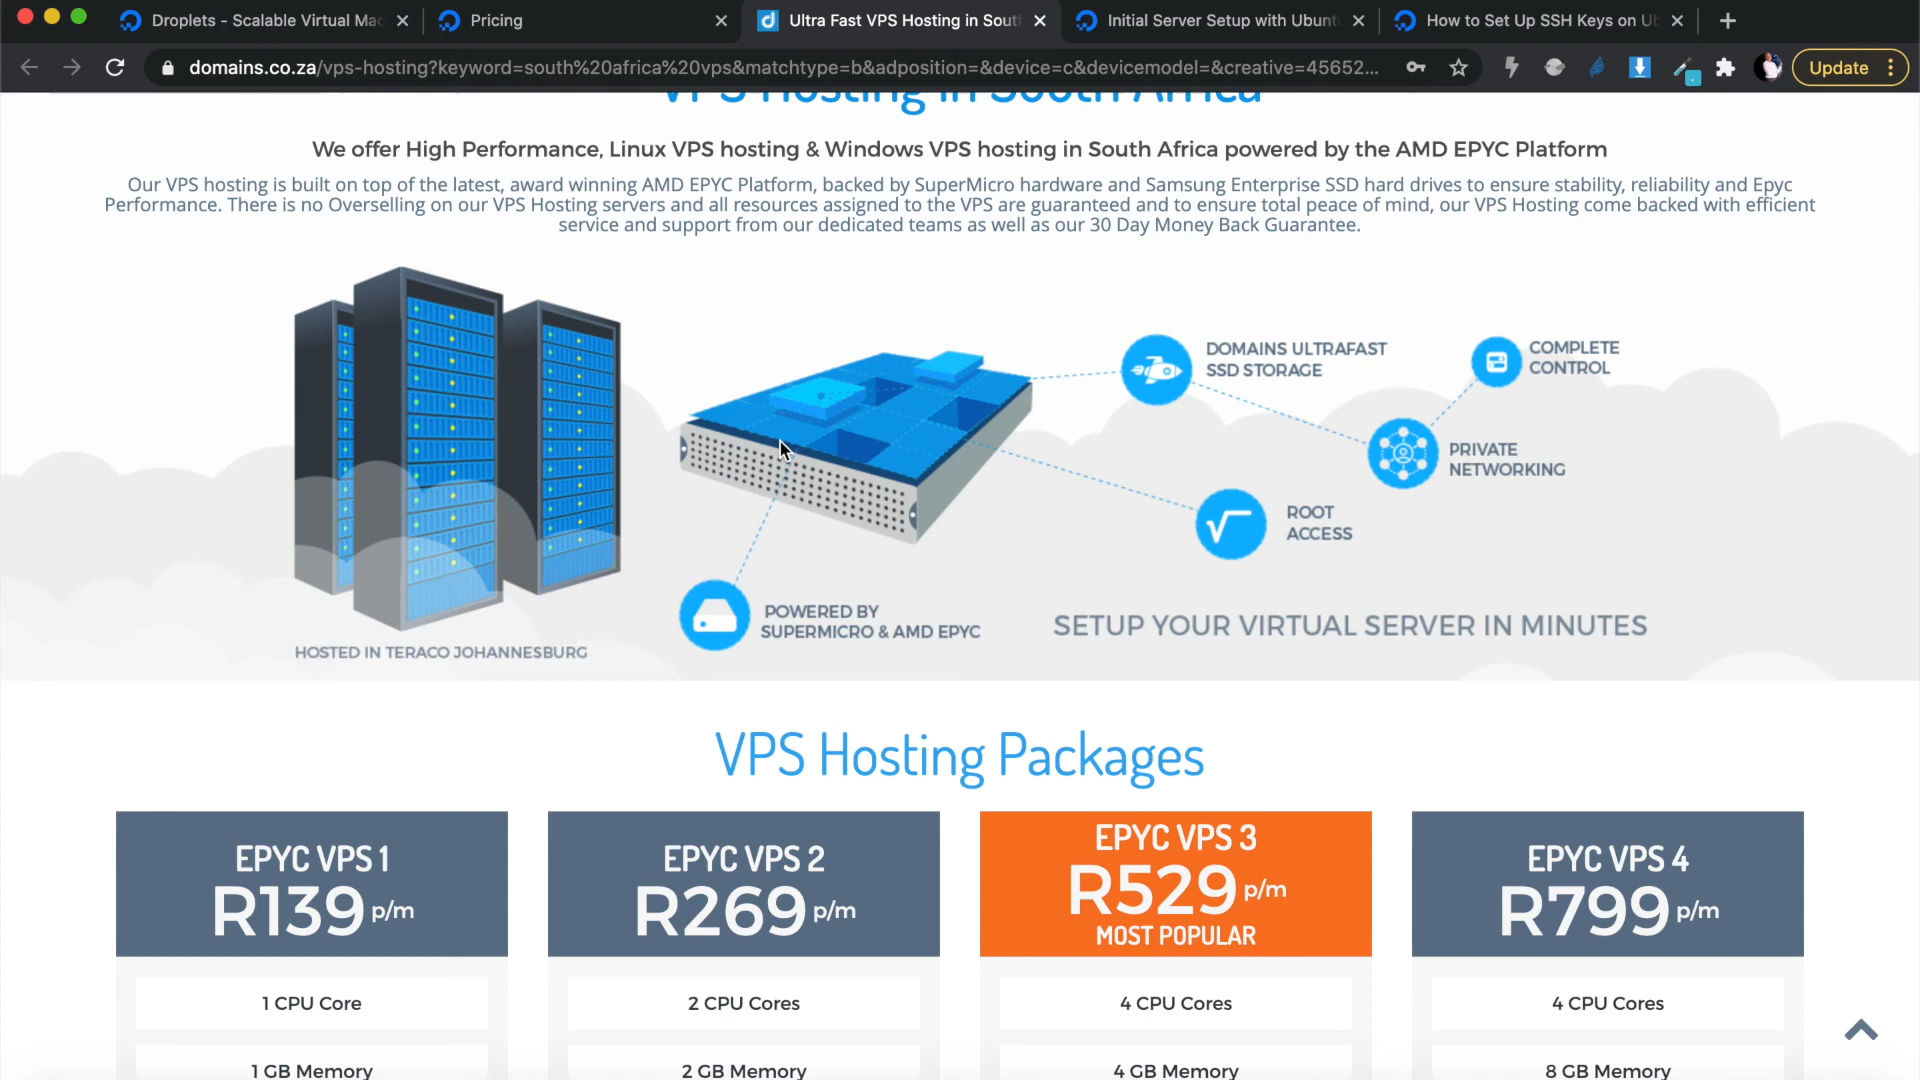 Droplets – Scalable Virtual Mac
Pricing
Ultra Fast VPS Hosting in Sout
Initial Server Setup with Ubunt
How to Set Up SSH Keys on U
domains.co.za/vps-hosting?keyword=south%20africa%20vps&matchtype=b&adposition=&device=c&devicemodel=&creative=45652...
Update
VPS Hosting in South Africa
We offer High Performance, Linux VPS hosting & Windows VPS hosting in South Africa powered by the AMD EPYC Platform
Our VPS hosting is built on top of the latest, award winning AMD EPYC Platform, backed by SuperMicro hardware and Samsung Enterprise SSD hard drives to ensure stability, reliability and Epyc
Performance. There is no Overselling on our VPS Hosting servers and all resources assigned to the VPS are guaranteed and to ensure total peace of mind, our VPS Hosting come backed with efficient
service and support from our dedicated teams as well as our 30 Day Money Back Guarantee.
DOMAINS ULTRAFAST
SSD STORAGE
COMPLETE
CONTROL
PRIVATE
NETWORKING
ROOT
ACCESS
POWERED BY
SUPERMICRO & AMD EPYC
SETUP YOUR VIRTUAL SERVER IN MINUTES
HOSTED IN TERACO JOHANNESBURG
VPS Hosting Packages
EPYC VPS 1
R139 p/m
1 CPU Core
1 GB Memory
EPYC VPS 2
R269 p/m
2 CPU Cores
2 GB Memory
EPYC VPS 3
R529 p/m
MOST POPULAR
4 CPU Cores
4 GB Memory
EPYC VPS 4
R799 p/m
4 CPU Cores
8 GB Memory